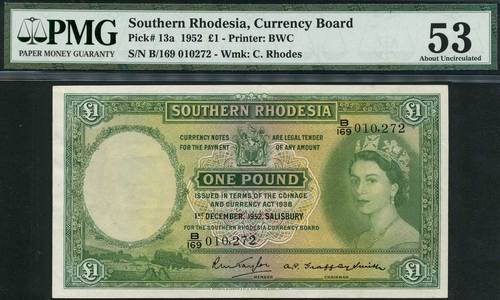 PMG
PAPER MONEY GUARANTY
Southern Rhodesia, Currency Board
Pick# 13a 1952 £1 - Printer: BWC
S/N B/169 010272 - Wmk: C. Rhodes
53
About Uncirculated
£1
SOUTHERN RHODESIA
£1
CURRENCY NOTES ARE LEGAL TENDER
FOR THE PAYMENT OF ANY AMOUNT
B/169 010,272
ONE POUND
ISSUED IN TERMS OF THE COINAGE
AND CURRENCY ACT 1938
1ST DECEMBER, 1952, SALISBURY
FOR THE SOUTHERN RHODESIA CURRENCY BOARD
B/169 010,272
MEMBER
CHAIRMAN
£1
£1